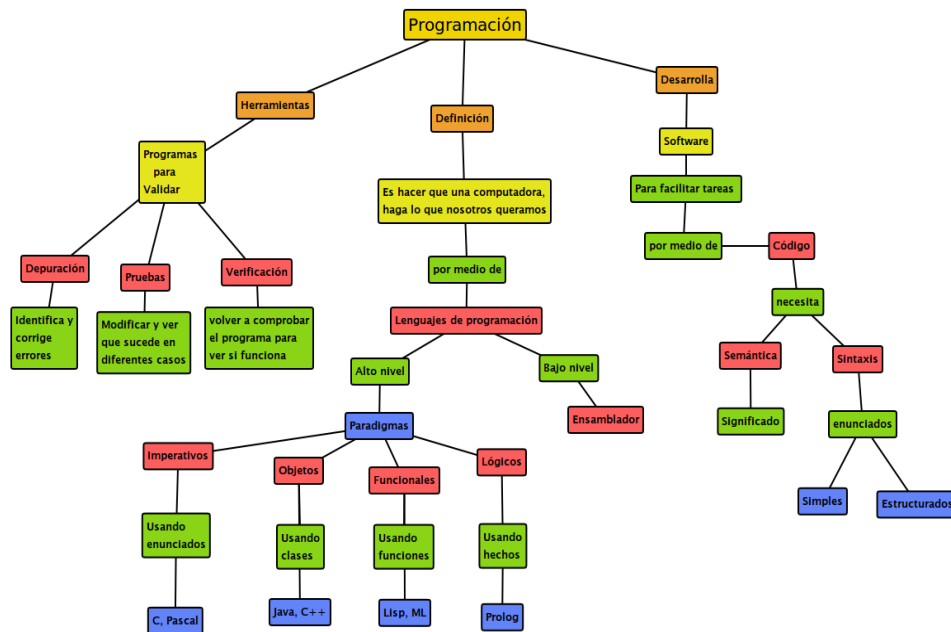 Programación
Desarrolla
Herramientas
Definición
Software
Programas
para
Validar
Para facilitar tareas
Es hacer que una computadora,
haga lo que nosotros queramos
por medio de
Código
Depuración
Pruebas
Verificación
por medio de
necesita
Identifica y
corrige
errores
Modificar y ver
que sucede en
diferentes casos
volver a comprobar
el programa para
ver si funciona
Lenguajes de programación
Semántica
Sintaxis
Alto nivel
Bajo nivel
Ensamblador
Significado
enunciados
Paradigmas
Imperativos
Objetos
Funcionales
Lógicos
Simples
Estructurados
Usando
enunciados
Usando
clases
Usando
funciones
Usando
hechos
C, Pascal
Java, C++
Lisp, ML
Prolog